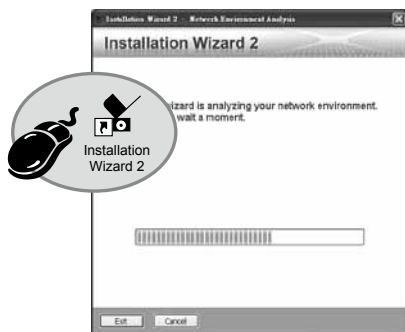 Installation Wizard 2 - Network Environment Analysis
Installation Wizard 2
izard is analyzing your network environment.
wait a moment.
Installation
Wizard 2
Exit
Cancel